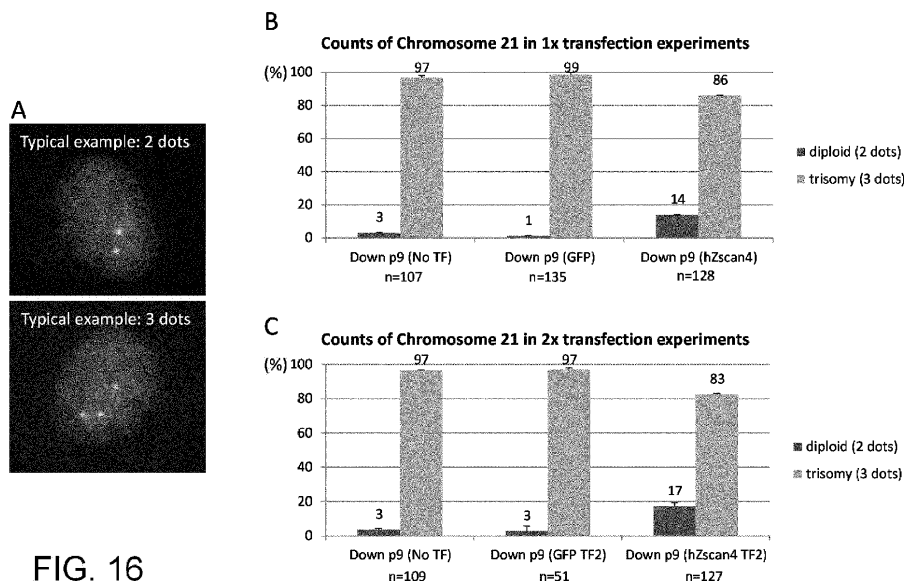 A
Typical example: 2 dots
Typical example: 3 dots
FIG. 16
B
Counts of Chromosome 21 in 1x transfection experiments
(%) 100
80
60
40
20
0
97
99
86
3
1
14
diploid (2 dots)
trisomy (3 dots)
Down p9 (No TF) Down p9 (GFP) Down p9 (hZscan4)
n=107 n=135 n=128
C
Counts of Chromosome 21 in 2x transfection experiments
(%) 100
80
60
40
20
0
97
97
83
3
3
17
diploid (2 dots)
trisomy (3 dots)
Down p9 (No TF) Down p9 (GFP TF2) Down p9 (hZscan4 TF2)
n=109 n=51 n=127